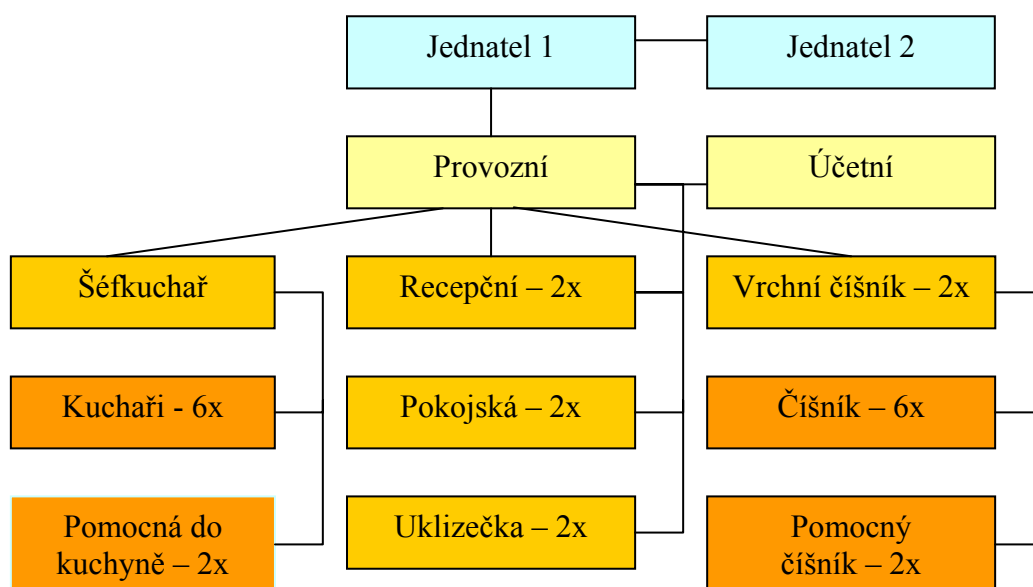 Jednatel 1
Jednatel 2
Provozní
Účetní
Šéfkuchař
Recepční – 2x
Vrchní číšník – 2x
Kuchaři - 6x
Pokojská – 2x
Číšník – 6x
Pomocná do
kuchyně – 2x
Uklizečka – 2x
Pomocný
číšník – 2x